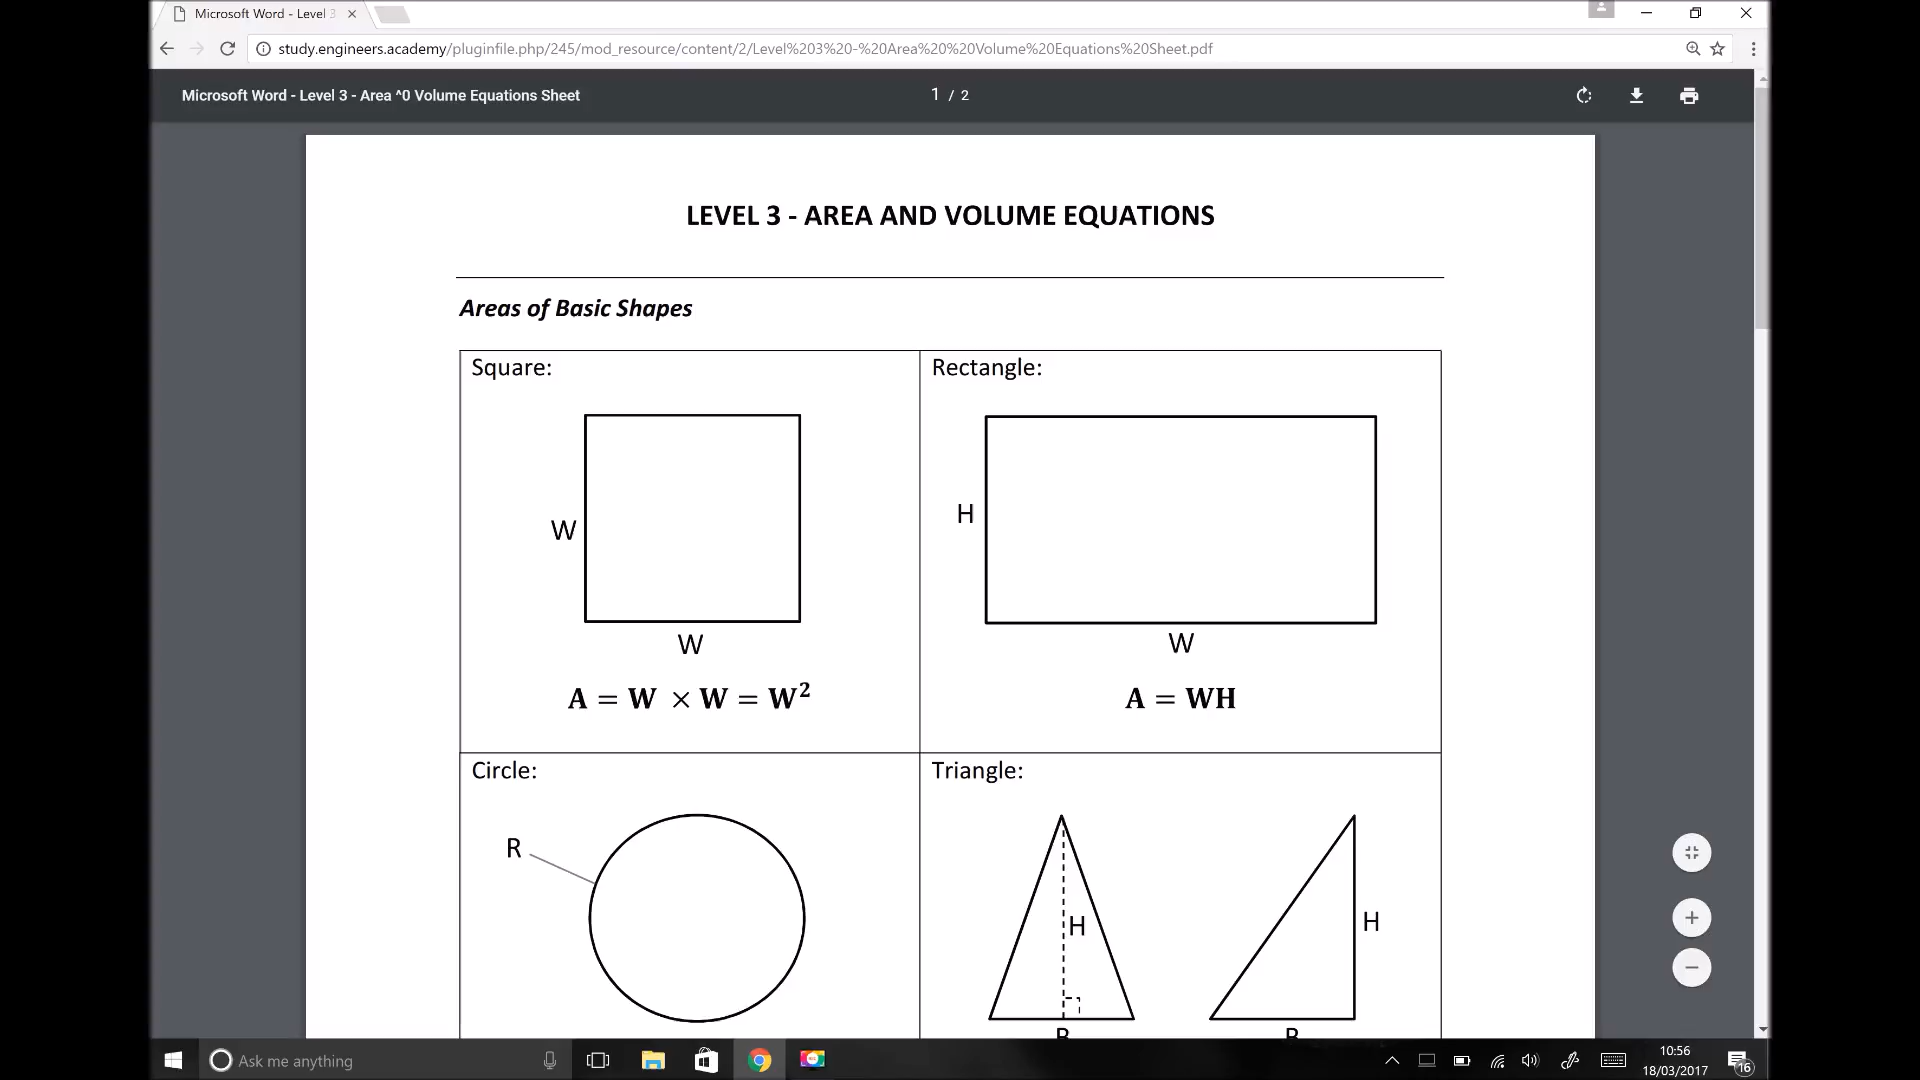 Microsoft Word - Level 3
study.engineers.academy/pluginfile.php/245/mod_resource/content/2/Level%203%20-%20Area%20%20Volume%20Equations%20Sheet.pdf
Microsoft Word - Level 3 - Area ^0 Volume Equations Sheet
1 / 2
LEVEL 3 - AREA AND VOLUME EQUATIONS
Areas of Basic Shapes
Square:
W
W
A = W × W = W²
Rectangle:
H
W
A = WH
Circle:
R
Triangle:
H
H
B
B
Ask me anything
10:56
18/03/2017
16